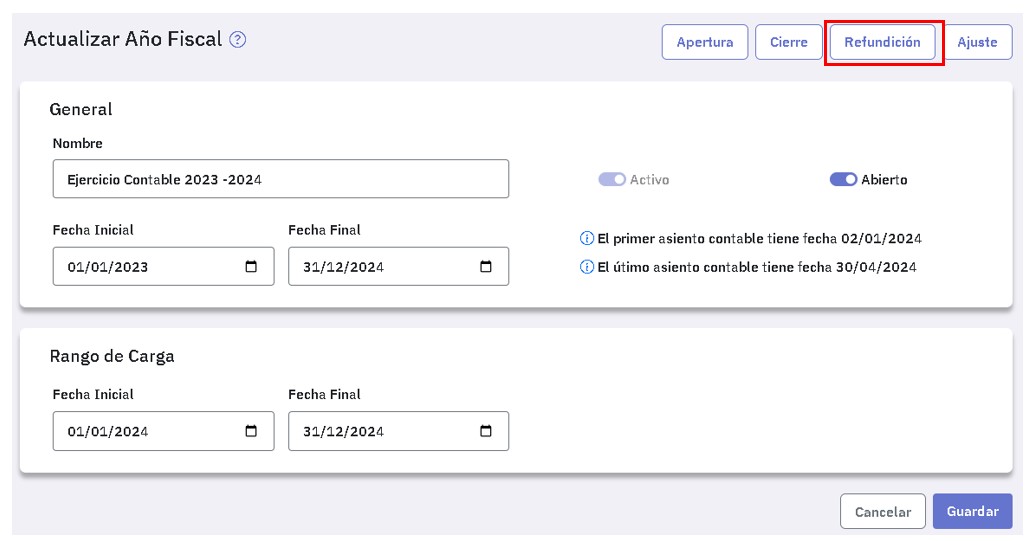 Actualizar Año Fiscal
Apertura
Cierre
Refundición
Ajuste
General
Nombre
Ejercicio Contable 2023 -2024
Activo
Abierto
Fecha Inicial
Fecha Final
01/01/2023
31/12/2024
El primer asiento contable tiene fecha 02/01/2024
El útimo asiento contable tiene fecha 30/04/2024
Rango de Carga
Fecha Inicial
Fecha Final
01/01/2024
31/12/2024
Cancelar
Guardar